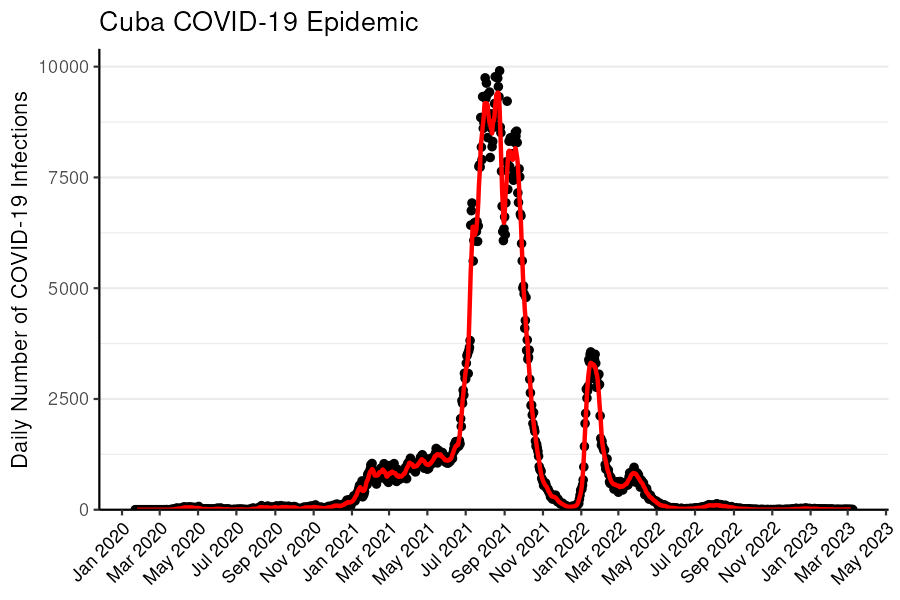 Cuba COVID-19 Epidemic
Daily Number of COVID-19 Infections
10000
7500
5000
2500
0
Jan 2020
Mar 2020
May 2020
Jul 2020
Sep 2020
Nov 2020
Jan 2021
Mar 2021
May 2021
Jul 2021
Sep 2021
Nov 2021
Jan 2022
Mar 2022
May 2022
Jul 2022
Sep 2022
Nov 2022
Jan 2023
Mar 2023
May 2023